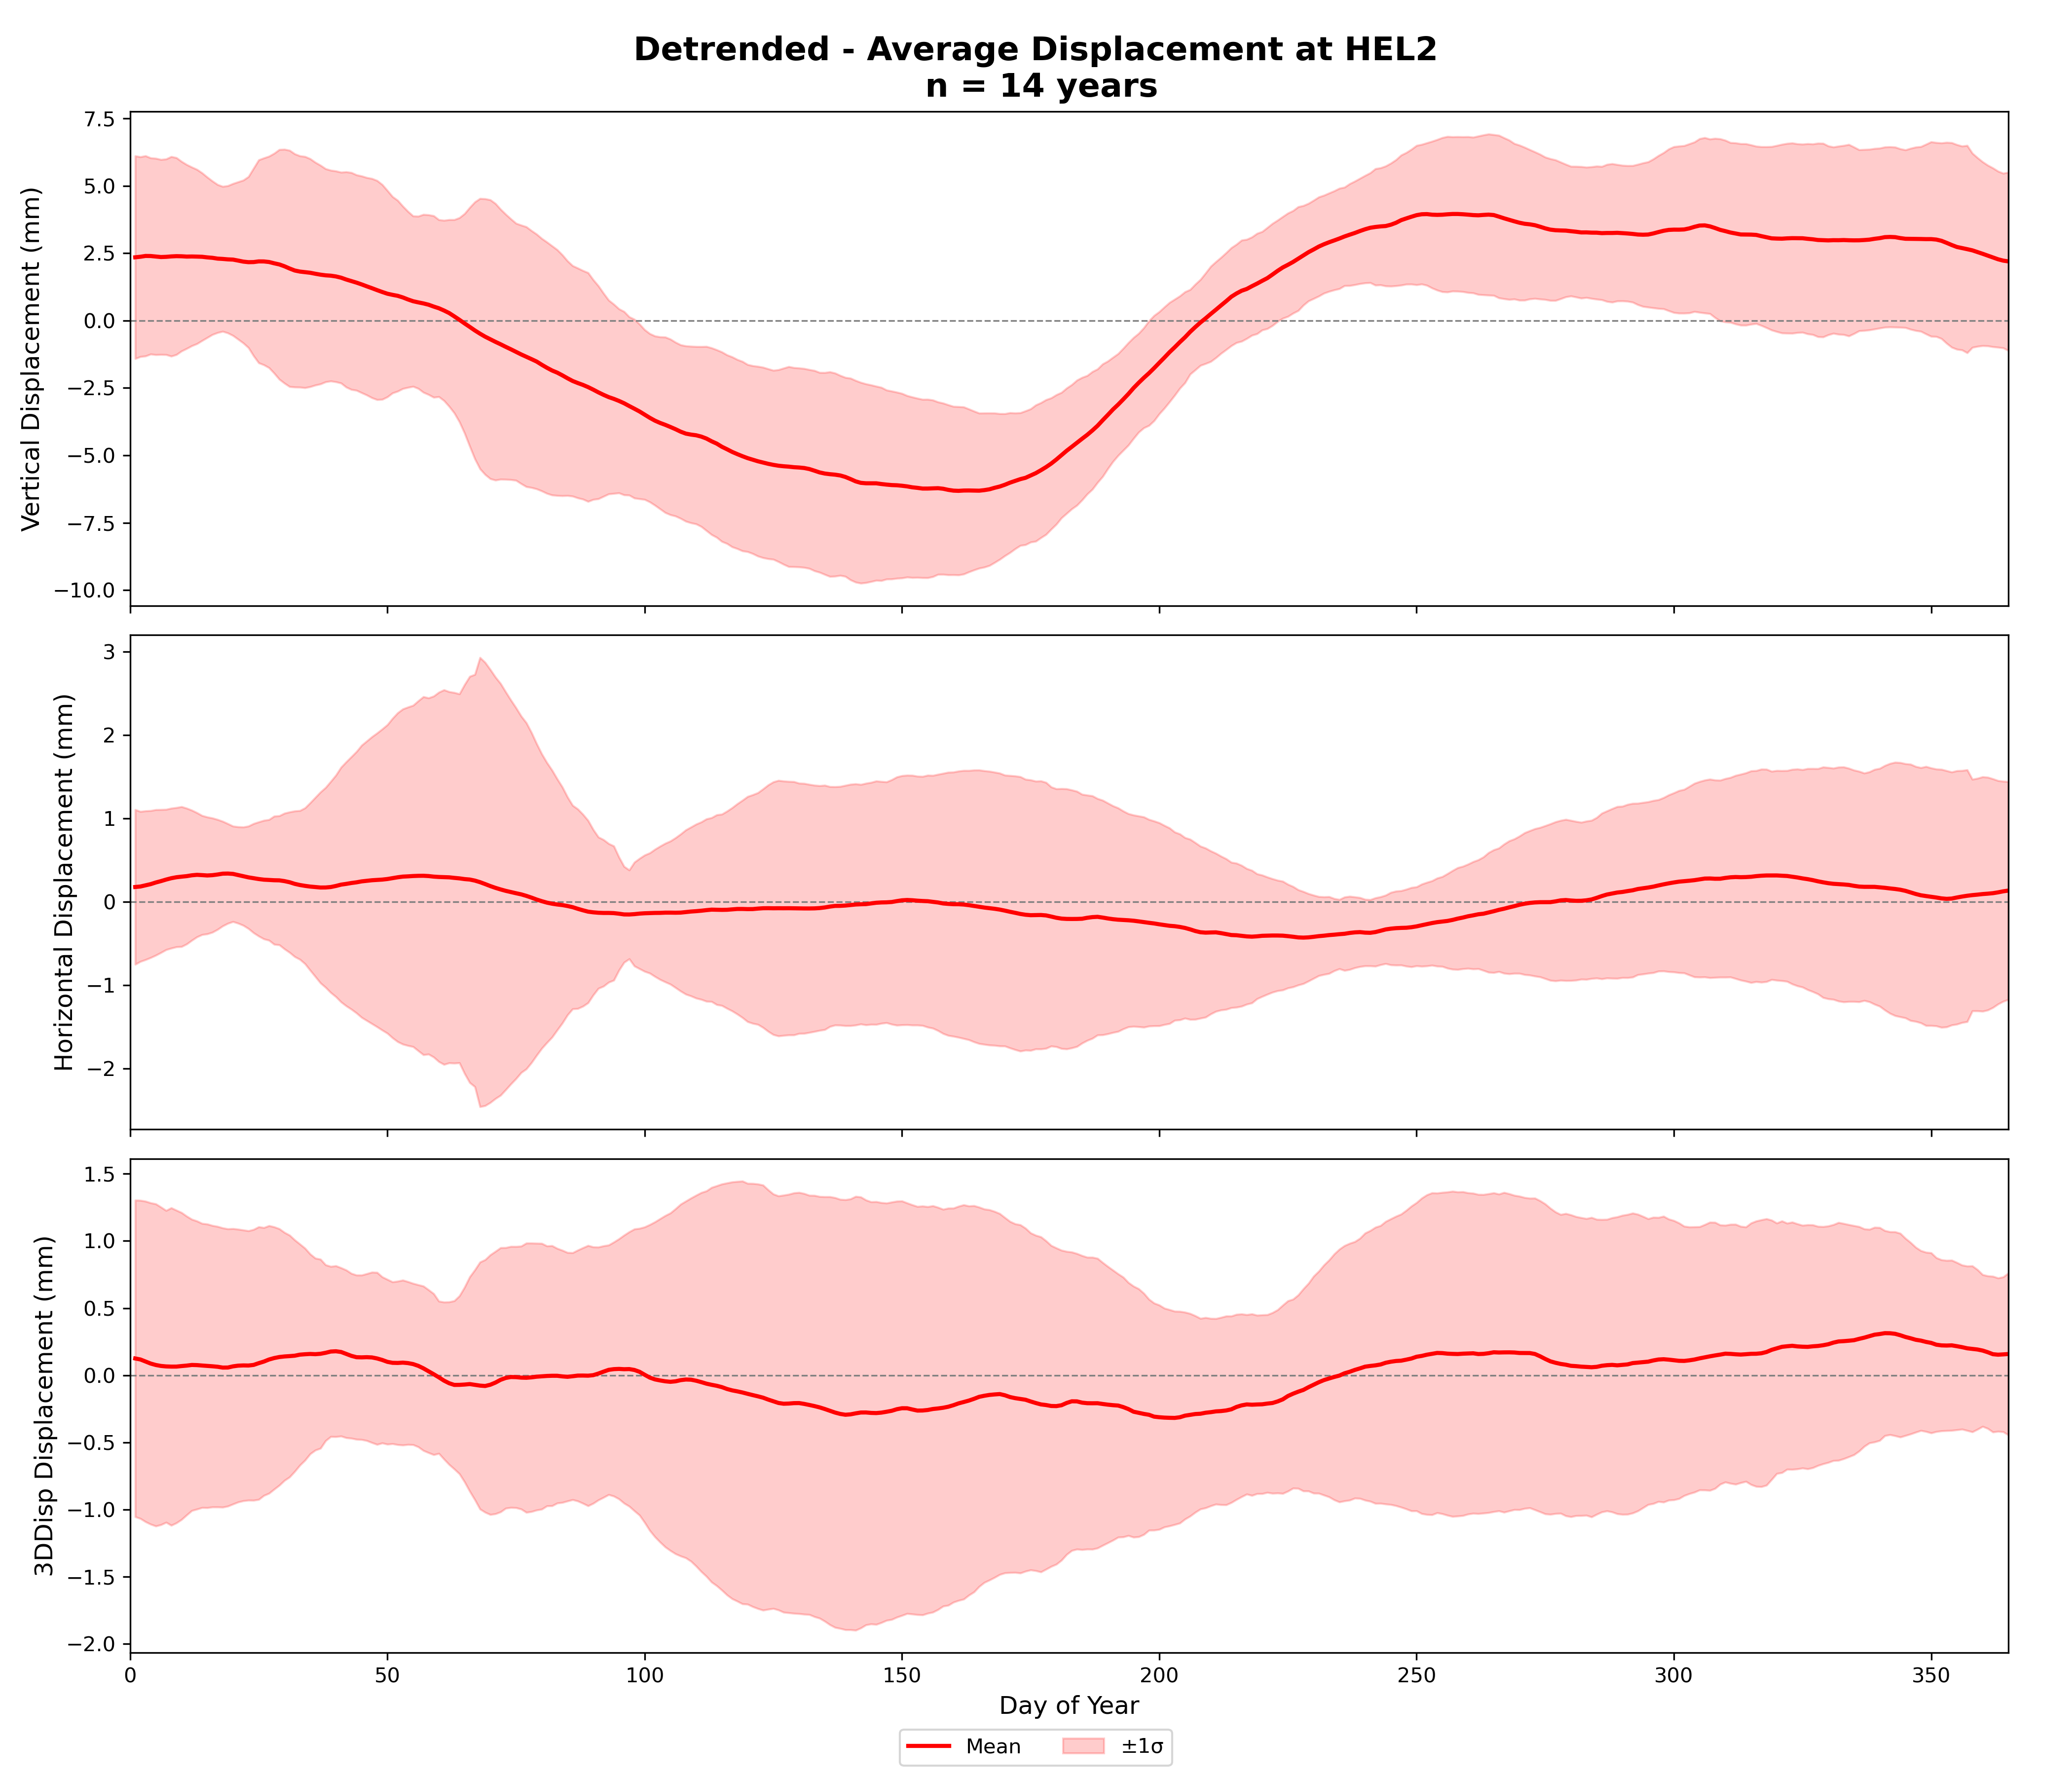 Detrended - Average Displacement at HEL2
n = 14 years
Vertical Displacement (mm)
7.5
5.0
2.5
0.0
−2.5
−5.0
−7.5
−10.0
Horizontal Displacement (mm)
3
2
1
0
−1
−2
3DDisp Displacement (mm)
1.5
1.0
0.5
0.0
−0.5
−1.0
−1.5
−2.0
0 50 100 150 200 250 300 350
Day of Year
Mean ±1σ